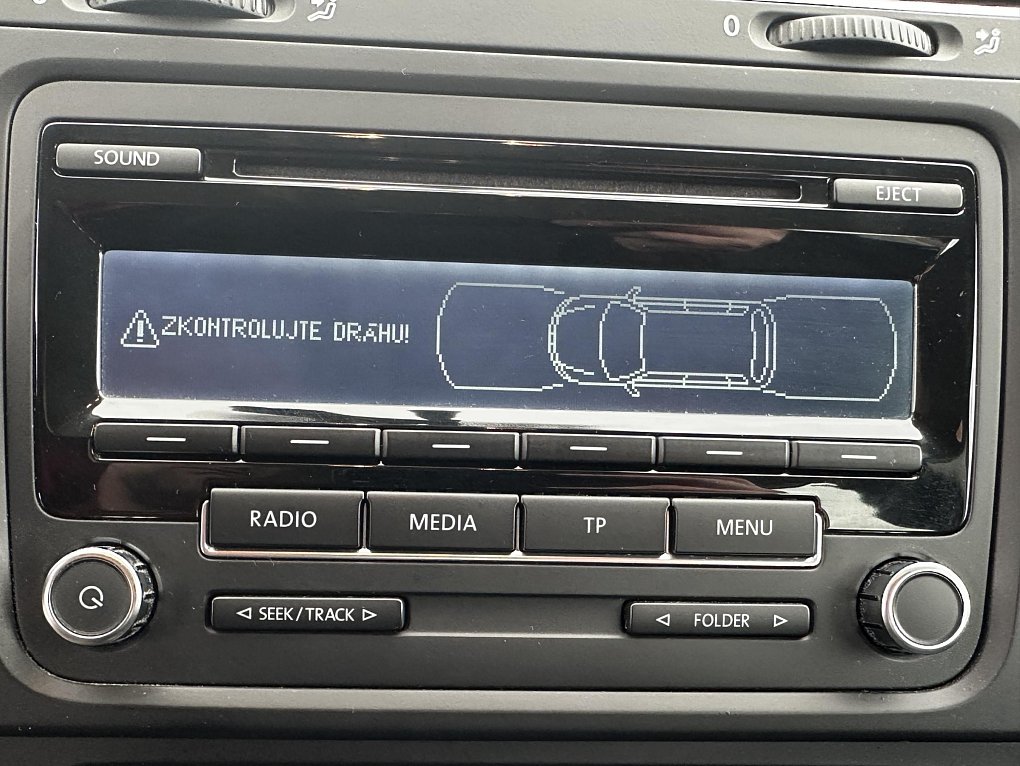 0
SOUND
EJECT
ZKONTROLUJTE DRÁHU!
RADIO
MEDIA
TP
MENU
◁ SEEK/TRACK ▷
◁ FOLDER ▷